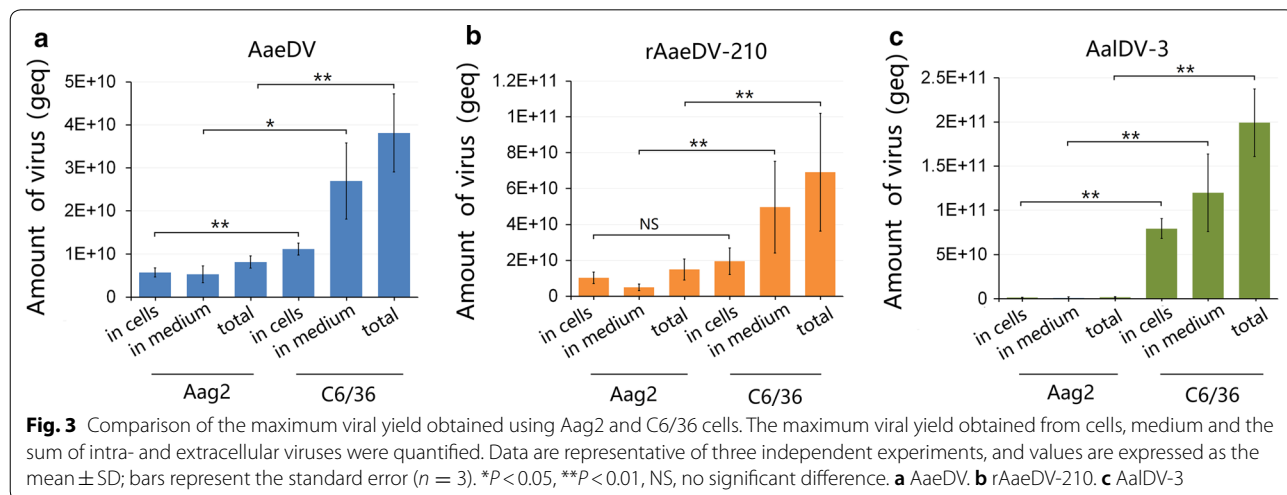 a
AaeDV
Amount of virus (geq)
5E+10
4E+10
3E+10
2E+10
1E+10
0
**
*
**
in cells
in medium
total
in cells
in medium
total
Aag2
C6/36
b
rAaeDV-210
Amount of virus (geq)
1.2E+11
1E+11
8E+10
6E+10
4E+10
2E+10
0
**
**
NS
in cells
in medium
total
in cells
in medium
total
Aag2
C6/36
c
AalDV-3
Amount of virus (geq)
2.5E+11
2E+11
1.5E+11
1E+11
5E+10
0
**
**
**
in cells
in medium
total
in cells
in medium
total
Aag2
C6/36
Fig. 3 Comparison of the maximum viral yield obtained using Aag2 and C6/36 cells. The maximum viral yield obtained from cells, medium and the
sum of intra- and extracellular viruses were quantified. Data are representative of three independent experiments, and values are expressed as the
mean ± SD; bars represent the standard error (n = 3). *P < 0.05, **P < 0.01, NS, no significant difference. a AaeDV. b rAaeDV-210. c AalDV-3